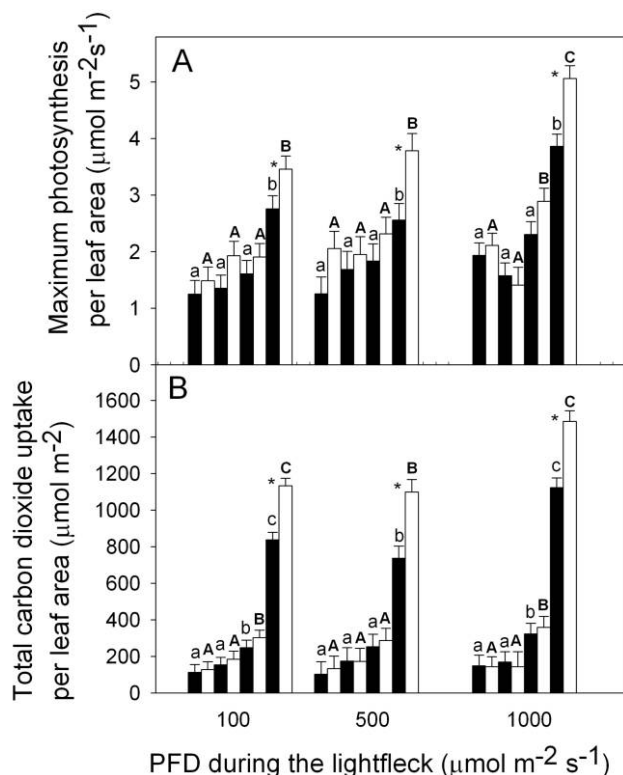 A
Maximum photosynthesis
per leaf area (μmol m-2s-1)
5
4
3
2
1
0
a A a A a A b * B
a A a A a A b * B
a A a A a B b * C
B
Total carbon dioxide uptake
per leaf area (μmol m-2)
1600
1400
1200
1000
800
600
400
200
0
a A a A b B c * C
a A a A a A b * B
a A a A b B c * C
100 500 1000
PFD during the lightfleck (μmol m-2 s-1)